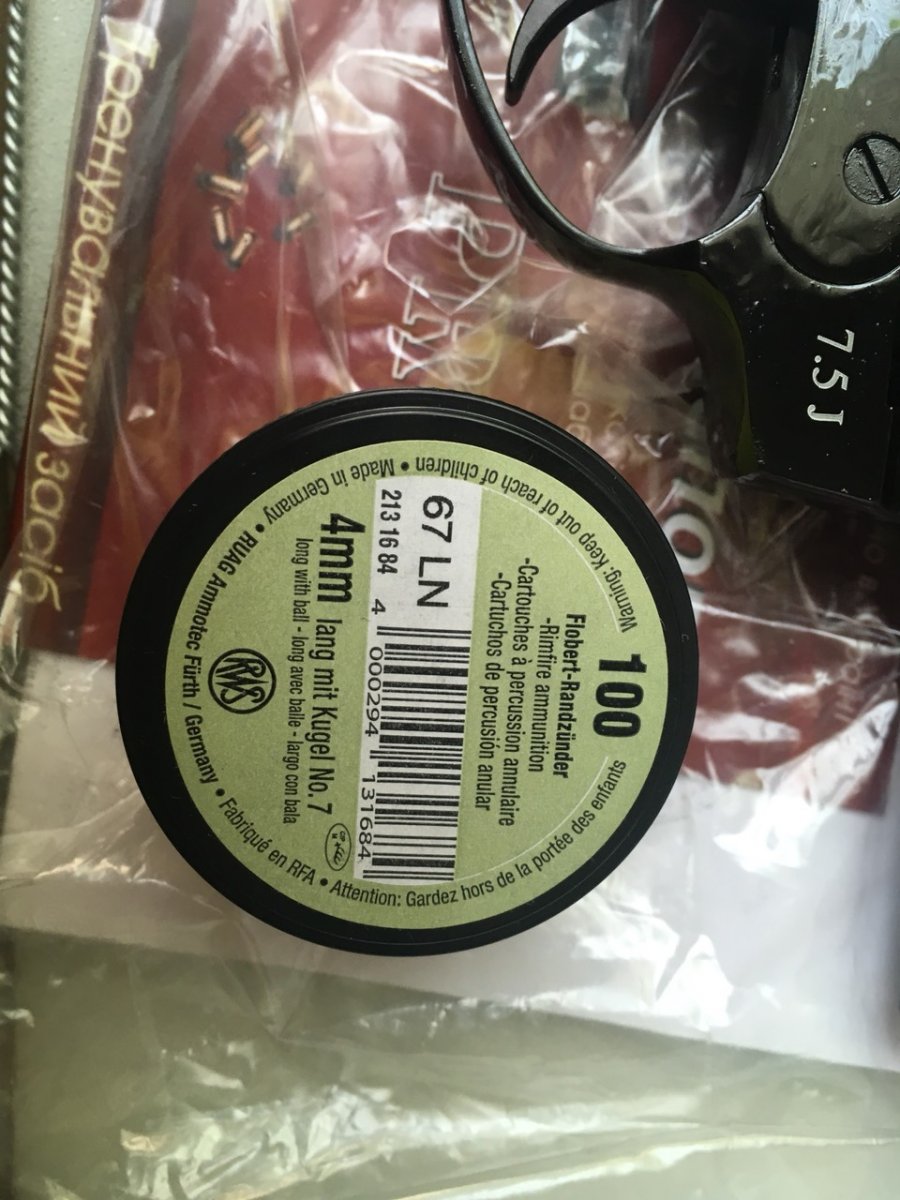 100
Flobert-Randzünder
-Rimfire ammunition
-Cartouches à percussion annulaire
-Cartuchos de percusión anular
67 LN
213 16 84
4 000294 131684
4mm lang mit Kugel No.7
long with ball - long avec balle - largo con bala
RWS
Warning: Keep out of reach of children • Made in Germany • RUAG Ammotec Fürth / Germany • Fabriqué en RFA • Attention: Gardez hors de la portée des enfants
7.5 J
Тренувальний засіб